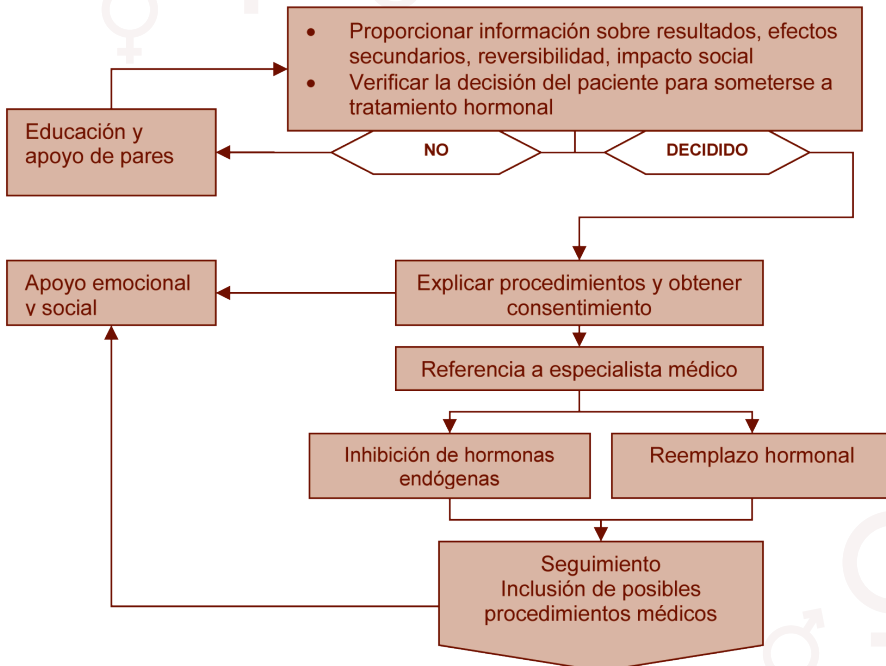 • Proporcionar información sobre resultados, efectos
secundarios, reversibilidad, impacto social
• Verificar la decisión del paciente para someterse a
tratamiento hormonal
Educación y
apoyo de pares
NO
DECIDIDO
Apoyo emocional
y social
Explicar procedimientos y obtener
consentimiento
Referencia a especialista médico
Inhibición de hormonas
endógenas
Reemplazo hormonal
Seguimiento
Inclusión de posibles
procedimientos médicos